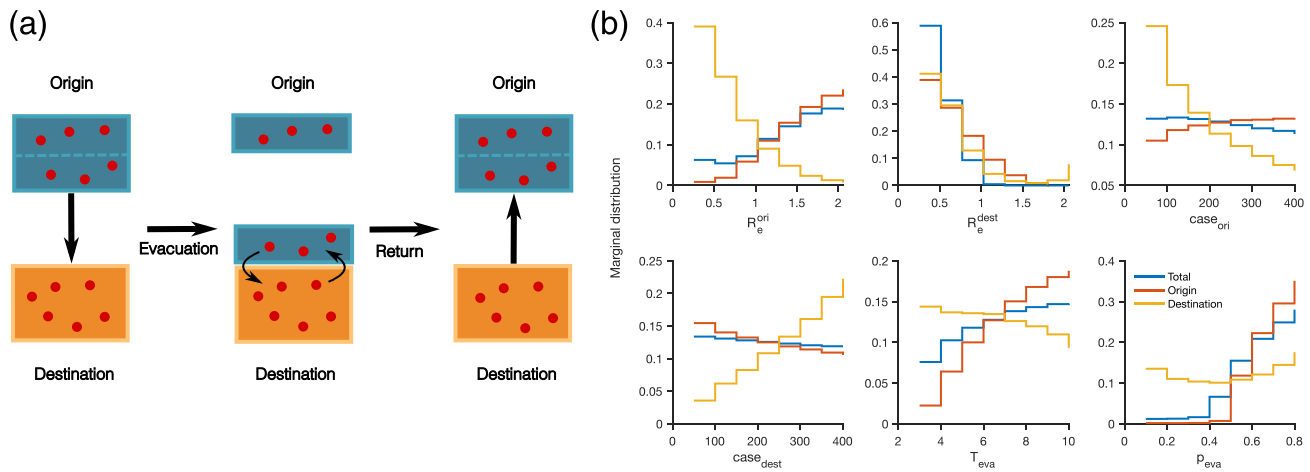 (a)
Origin
Origin
Origin
Evacuation
Return
Destination
Destination
Destination
(b)
Marginal distribution
0.4
0.3
0.2
0.1
0
0 0.5 1 1.5 2
R_e^ori
0.6
0.5
0.4
0.3
0.2
0.1
0
0 0.5 1 1.5 2
R_e^dest
0.25
0.2
0.15
0.1
0.05
0 100 200 300 400
case_ori
0.25
0.2
0.15
0.1
0.05
0
0 100 200 300 400
case_dest
0.2
0.15
0.1
0.05
0
2 4 6 8 10
T_eva
0.4
0.3
0.2
0.1
0
Total
Origin
Destination
0 0.2 0.4 0.6 0.8
p_eva